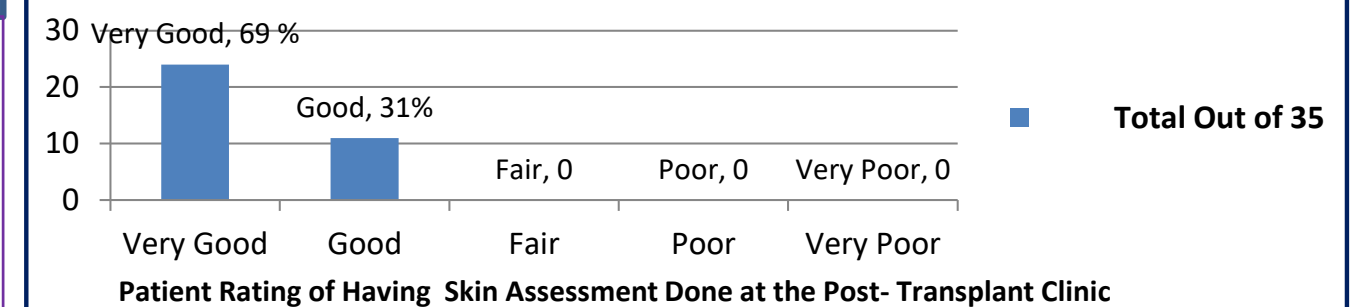 30
Very Good, 69 %
20
Good, 31%
10
Fair, 0 Poor, 0 Very Poor, 0
0
Very Good Good Fair Poor Very Poor
Total Out of 35
Patient Rating of Having Skin Assessment Done at the Post- Transplant Clinic